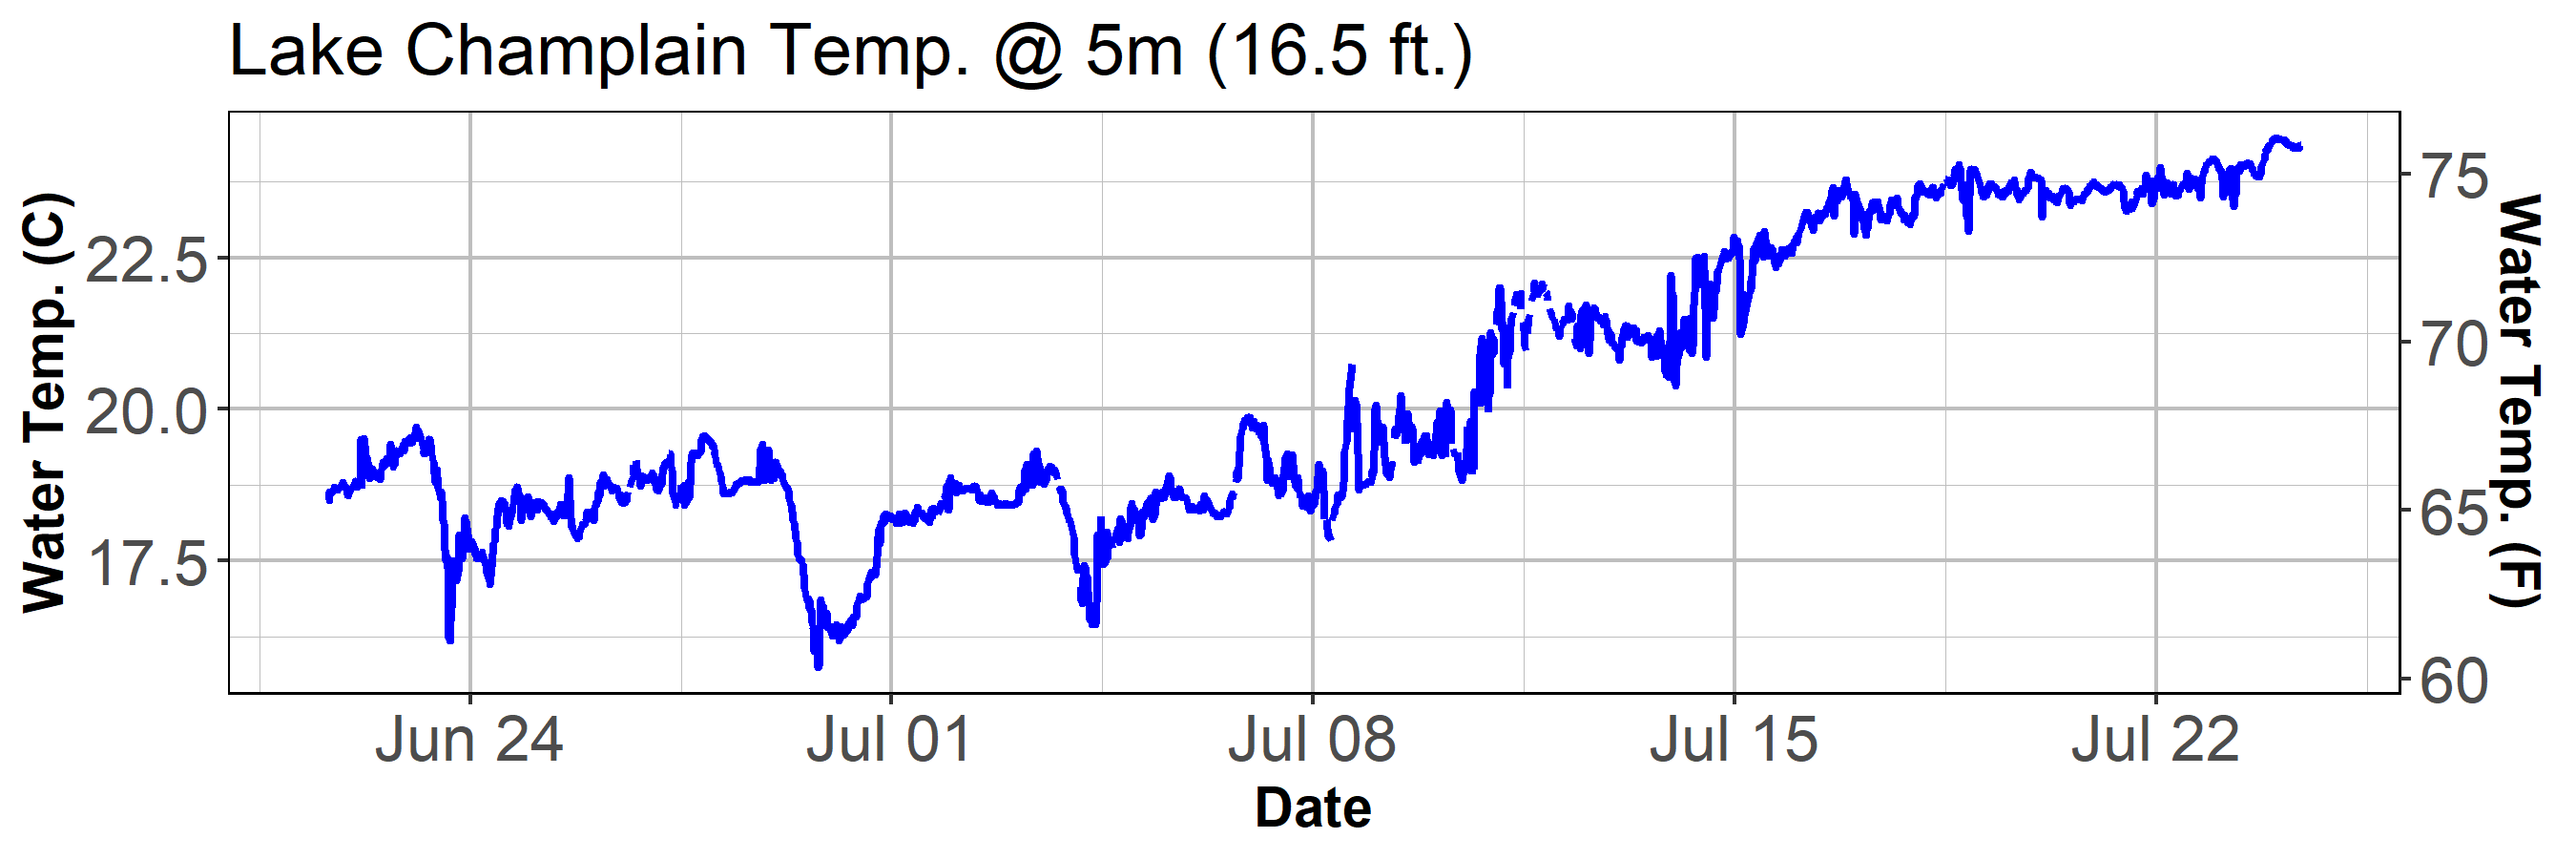 Lake Champlain Temp. @ 5m (16.5 ft.)
Water Temp. (C)
22.5
20.0
17.5
75
70
65
60
Water Temp. (F)
Jun 24
Jul 01
Jul 08
Jul 15
Jul 22
Date